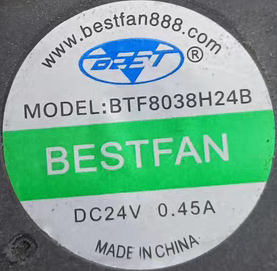 www.bestfan888.com
BEST ®
MODEL:BTF8038H24B
BESTFAN
DC24V 0.45A
MADE IN CHINA